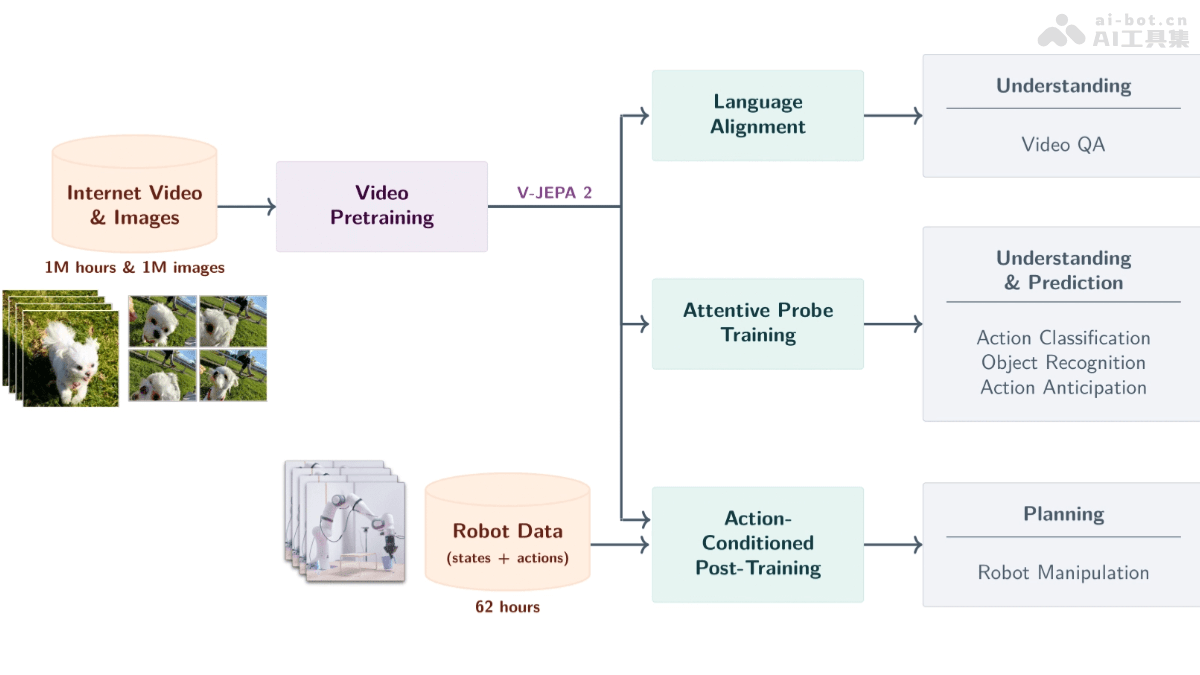 ai-bot.cn
AI工具集
Internet Video
& Images
1M hours & 1M images
Video
Pretraining
V-JEPA 2
Language
Alignment
Understanding
Video QA
Attentive Probe
Training
Understanding
& Prediction
Action Classification
Object Recognition
Action Anticipation
Robot Data
(states + actions)
62 hours
Action-
Conditioned
Post-Training
Planning
Robot Manipulation